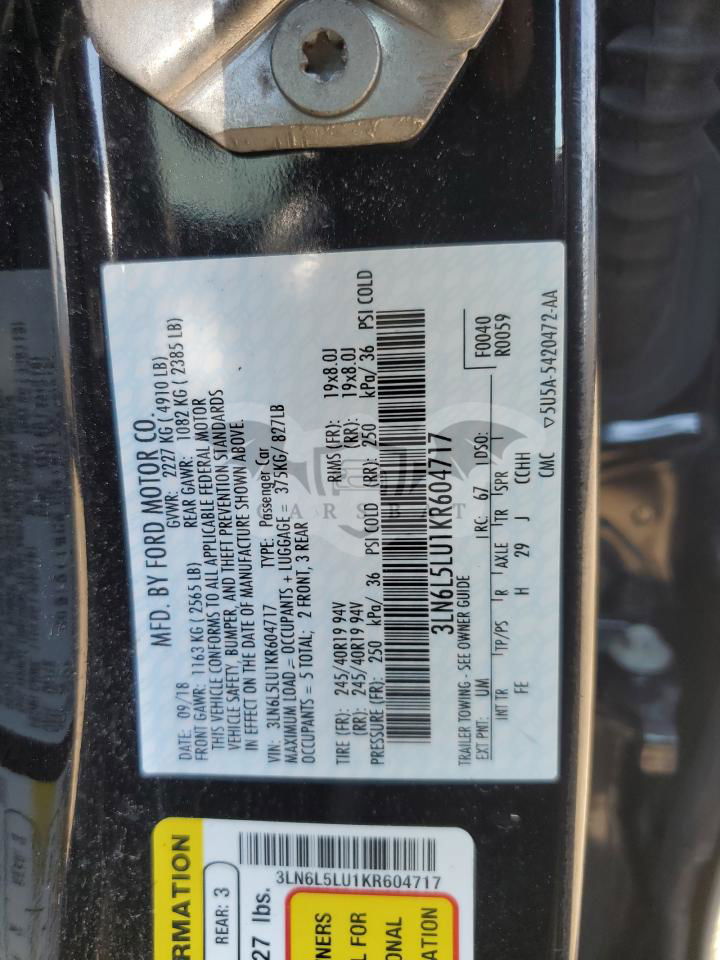 MFD. BY FORD MOTOR CO.
DATE: 09/18 GVWR: 2227 KG ( 4910 LB)
FRONT GAWR: 1163 KG ( 2565 LB) REAR GAWR: 1082 KG ( 2385 LB)
THIS VEHICLE CONFORMS TO ALL APPLICABLE FEDERAL MOTOR
VEHICLE SAFETY, BUMPER, AND THEFT PREVENTION STANDARDS
IN EFFECT ON THE DATE OF MANUFACTURE SHOWN ABOVE.
VIN: 3LN6L5LU1KR604717 TYPE: Passenger Car
MAXIMUM LOAD = OCCUPANTS + LUGGAGE = 375KG/ 827LB
OCCUPANTS = 5 TOTAL; 2 FRONT, 3 REAR
TIRE (FR): 245/40R19 94V RIMS (FR): 19x8.0J
(RR): 245/40R19 94V (RR): 19x8.0J
PRESSURE (FR): 250 kPa/ 36 PSI COLD (RR): 250 kPa/ 36 PSI COLD
3LN6L5LU1KR604717
TRAILER TOWING - SEE OWNER GUIDE
EXT PNT: UM RC: 67 DSO: F0040
R0059
INT TR TP/PS R AXLE TR SPR
FE H 29 J CCHH
CMC ▽5U5A-5420472-AA
CARSBAT
RMATION
REAR: 3
27 lbs.
3LN6L5LU1KR604717
NERS
L FOR
ONAL
ATION